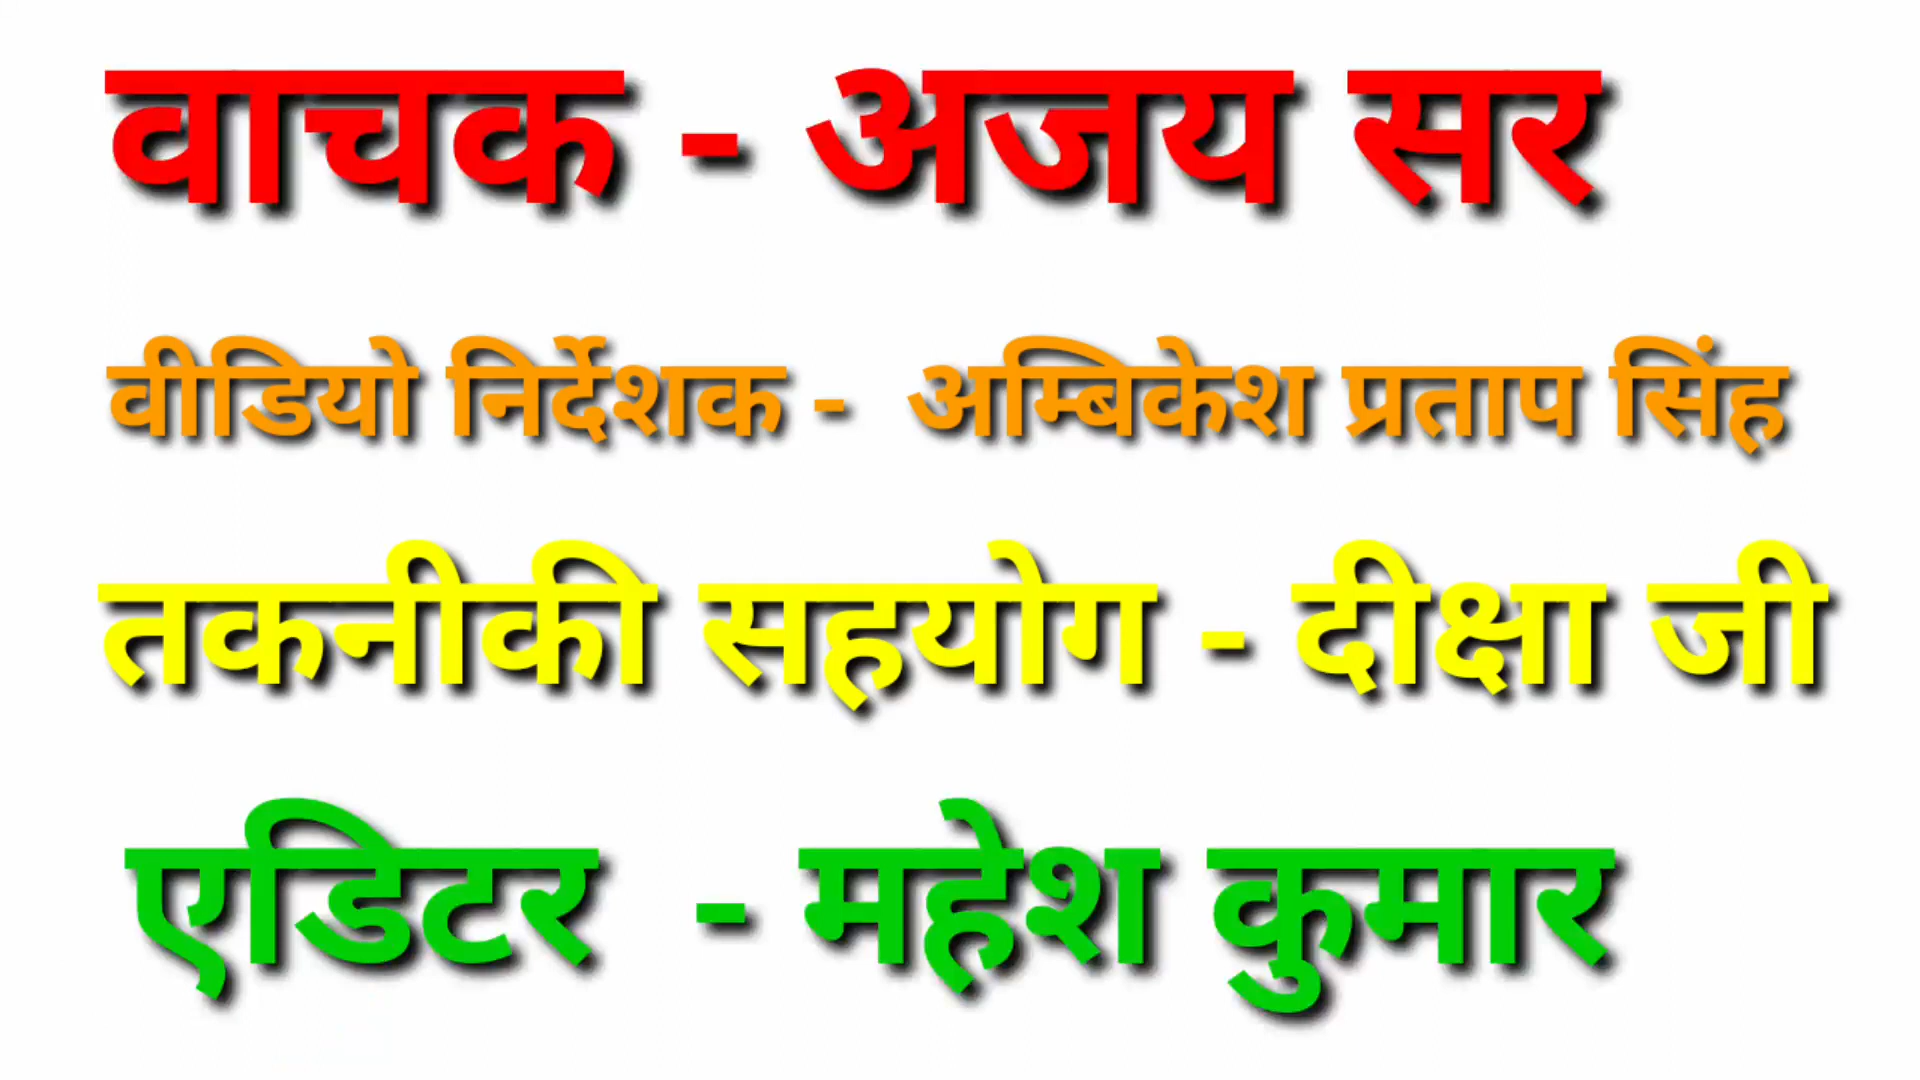 वाचक - अजय सर
वीडियो निर्देशक - अम्बिकेश प्रताप सिंह
तकनीकी सहयोग - दीक्षा जी
एडिटर - महेश कुमार